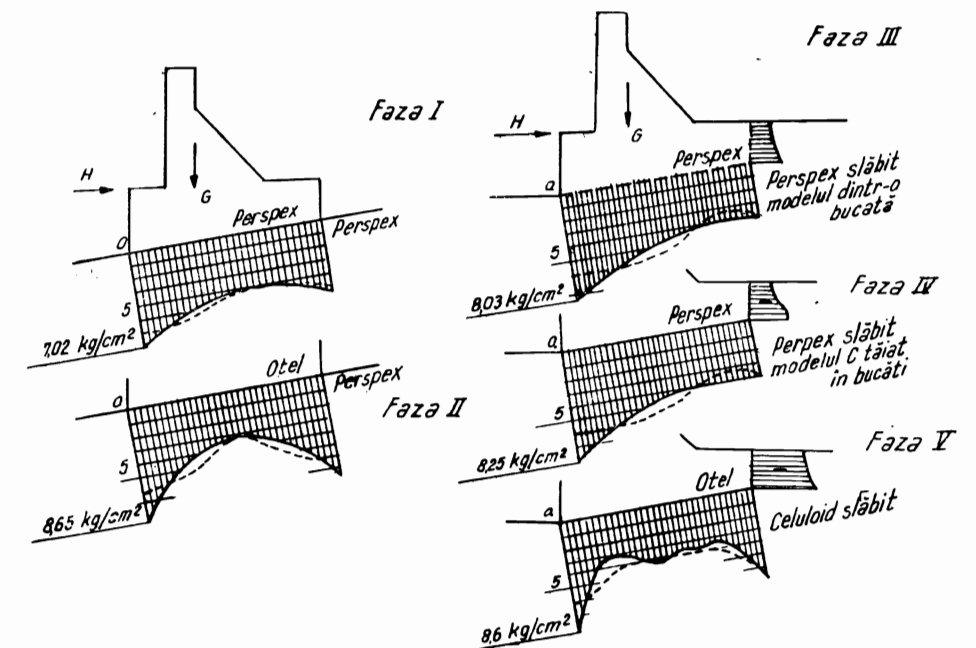 Faza I
H
G
Perspex
Perspex
0
5
7,02 kg/cm²
Otel
Perspex
0
Faza II
5
8,65 kg/cm²
Faza III
H
G
Perspex
Perspex slăbit
modelul dintr-o
bucată
a
5
8,03 kg/cm²
Faza IV
Perspex
Perpex slăbit
modelul C tăiat
în bucăti
a
5
8,25 kg/cm²
Faza V
Otel
Celuloid slăbit
a
5
8,6 kg/cm²